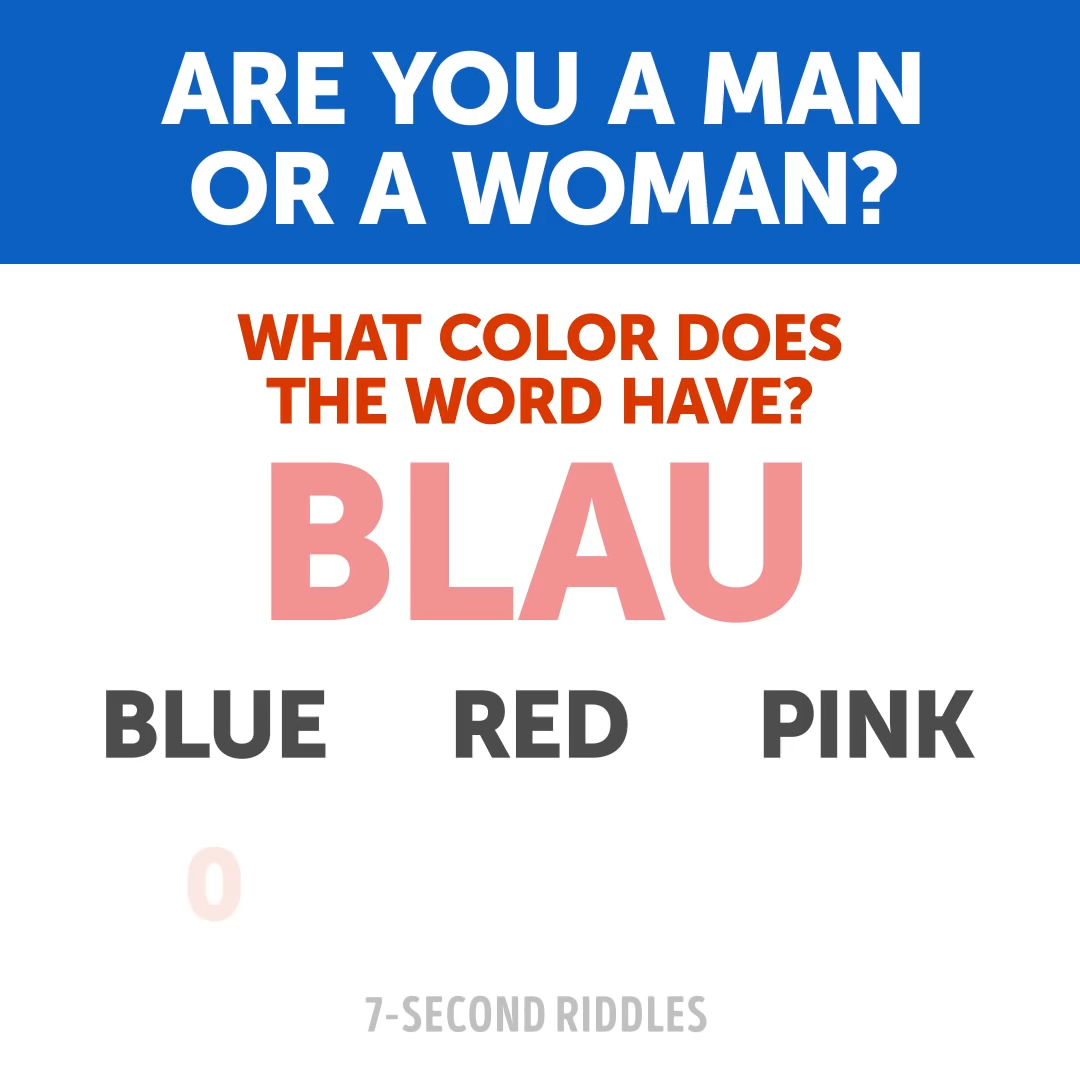 ARE YOU A MAN
OR A WOMAN?
WHAT COLOR DOES
THE WORD HAVE?
BLAU
BLUE RED PINK
0
7-SECOND RIDDLES